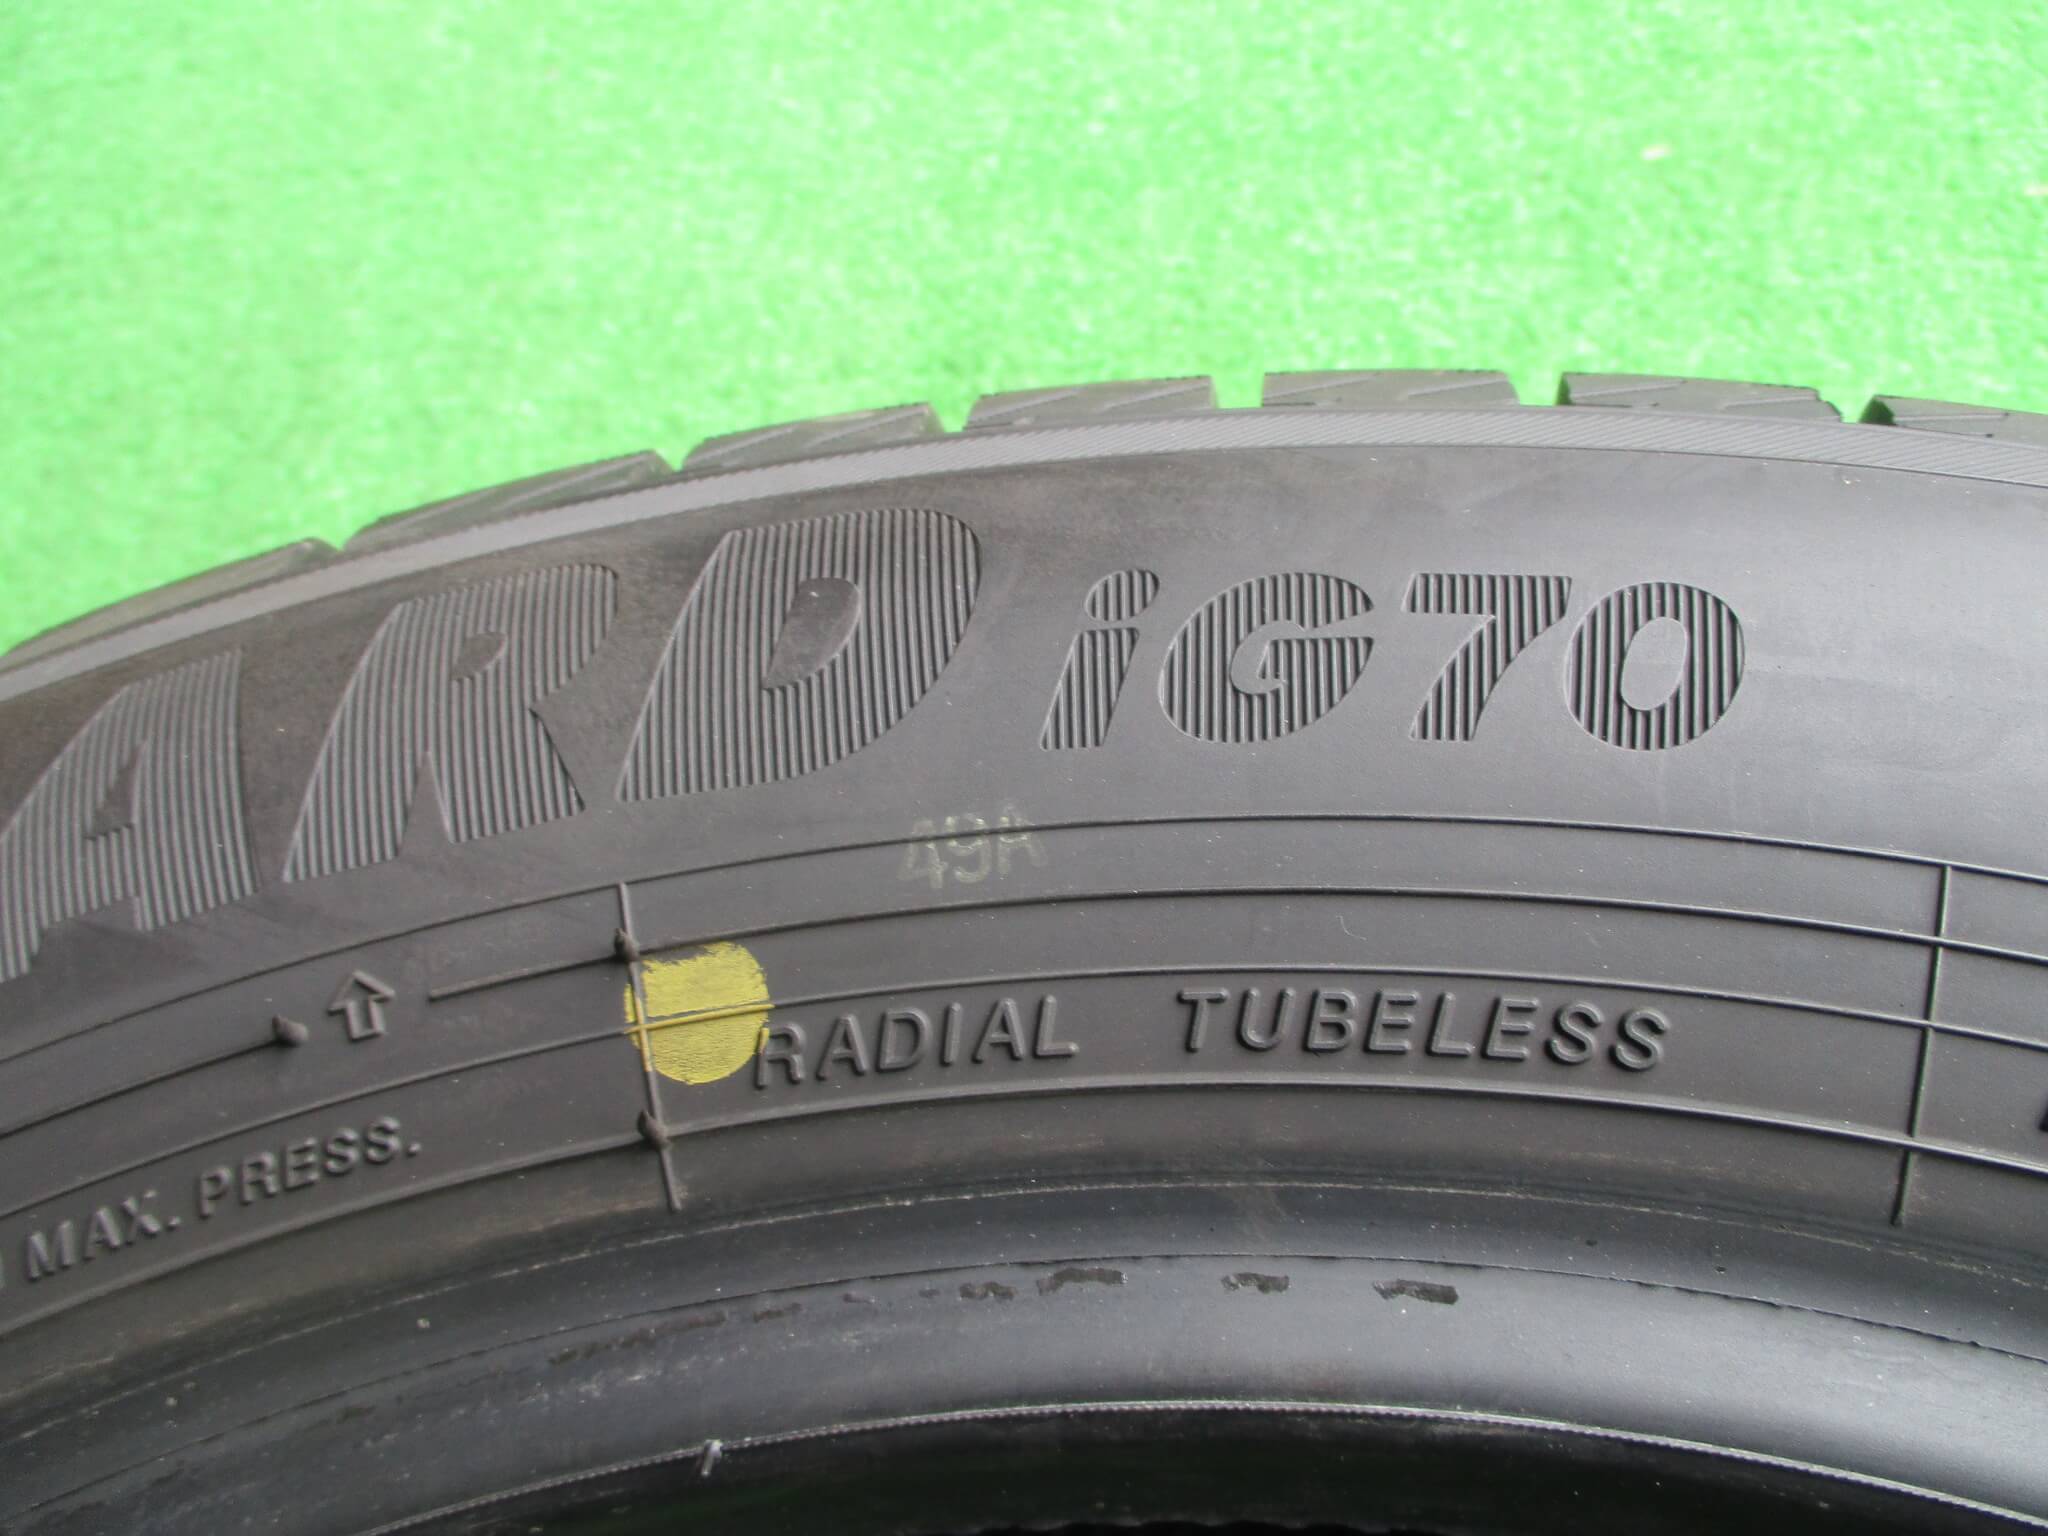 ARD iG70
49A
RADIAL TUBELESS
MAX. PRESS.